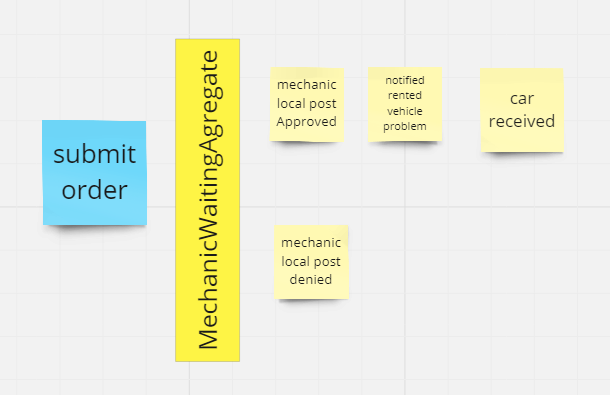 submit
order
MechanicWaitingAgregate
mechanic
local post
Approved
notified
rented
vehicle
problem
car
received
mechanic
local post
denied